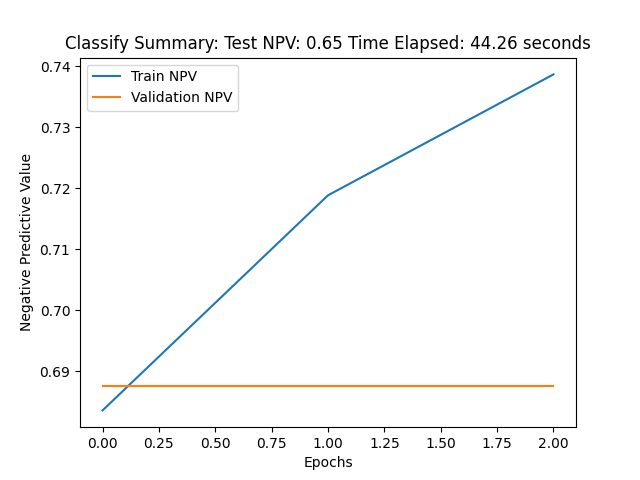 Classify Summary: Test NPV: 0.65 Time Elapsed: 44.26 seconds
Train NPV
Validation NPV
Negative Predictive Value
0.74
0.73
0.72
0.71
0.70
0.69
0.00 0.25 0.50 0.75 1.00 1.25 1.50 1.75 2.00
Epochs